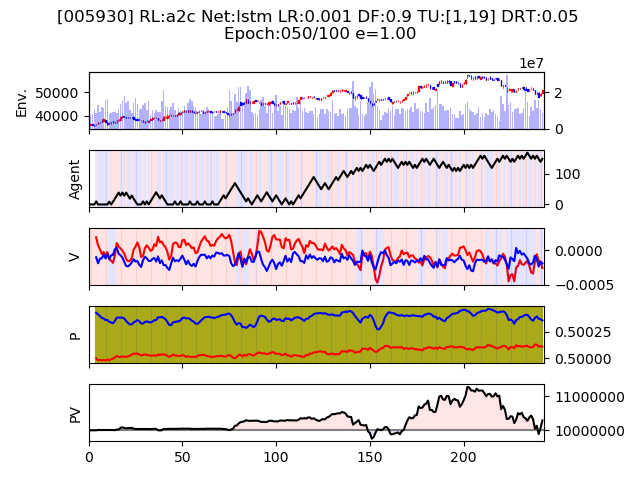 [005930] RL:a2c Net:lstm LR:0.001 DF:0.9 TU:[1,19] DRT:0.05
Epoch:050/100 e=1.00
1e7
Env.
50000
40000
2
0
Agent
100
0
V
0.0000
−0.0005
P
0.50025
0.50000
PV
11000000
10000000
0 50 100 150 200